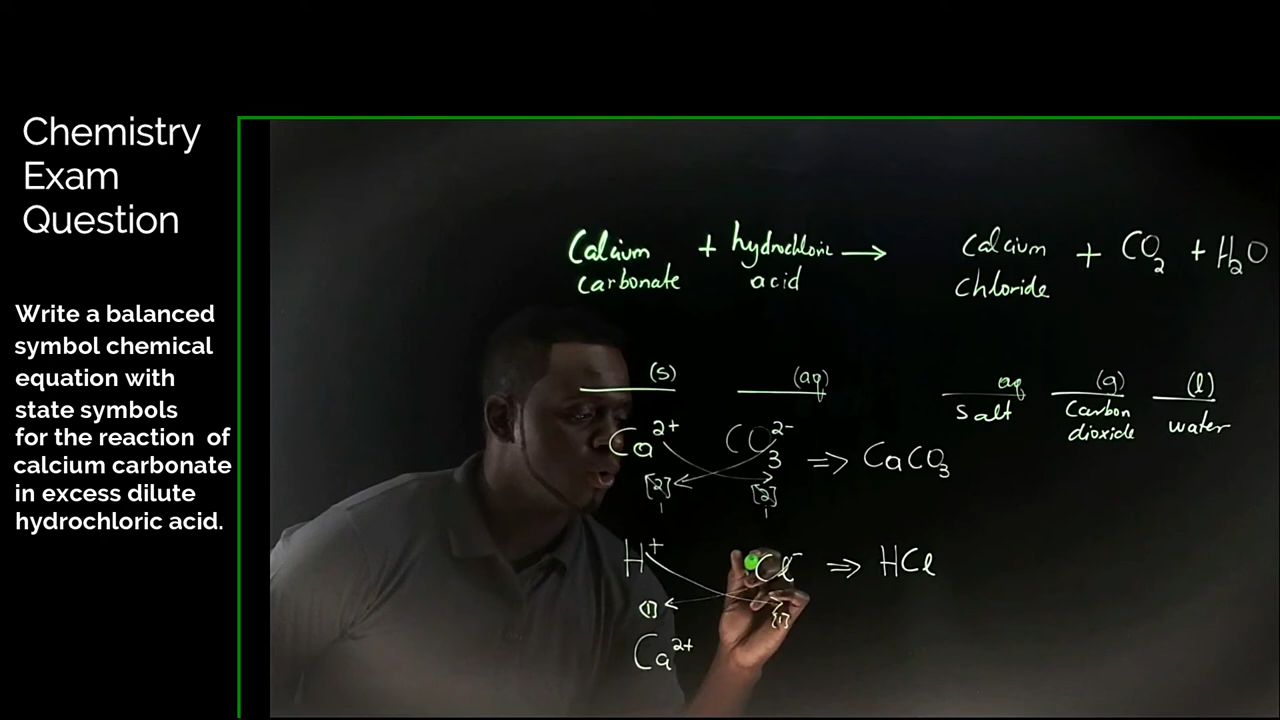 Chemistry
Exam
Question
Write a balanced
symbol chemical
equation with
state symbols
for the reaction of
calcium carbonate
in excess dilute
hydrochloric acid.
Calcium + hydrochloric → Calcium + CO₂ + H₂O
carbonate acid chloride
(s) (aq) aq (g) (l)
Salt Carbon water
dioxide
Ca²⁺ CO₃²⁻ ⇒ CaCO₃
[2] [2]
1 1
H⁺ Cl⁻ ⇒ HCl
(1) [1]
Ca²⁺